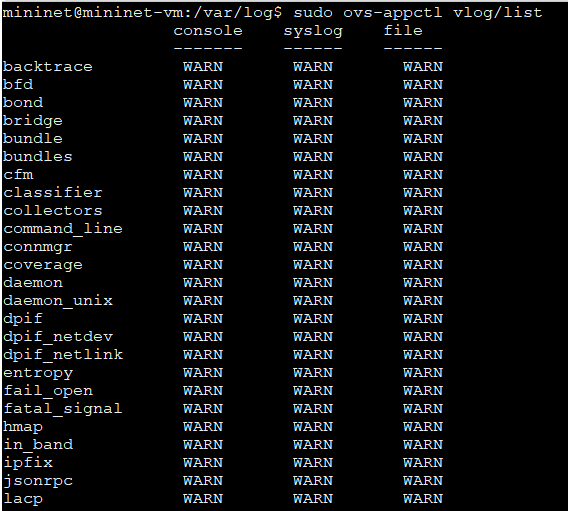 mininet@mininet-vm:/var/log$ sudo ovs-appctl vlog/list
                 console    syslog    file
                 -------    ------    ------
backtrace         WARN       WARN       WARN
bfd               WARN       WARN       WARN
bond              WARN       WARN       WARN
bridge            WARN       WARN       WARN
bundle            WARN       WARN       WARN
bundles           WARN       WARN       WARN
cfm               WARN       WARN       WARN
classifier        WARN       WARN       WARN
collectors        WARN       WARN       WARN
command_line      WARN       WARN       WARN
connmgr           WARN       WARN       WARN
coverage          WARN       WARN       WARN
daemon            WARN       WARN       WARN
daemon_unix       WARN       WARN       WARN
dpif              WARN       WARN       WARN
dpif_netdev       WARN       WARN       WARN
dpif_netlink      WARN       WARN       WARN
entropy           WARN       WARN       WARN
fail_open         WARN       WARN       WARN
fatal_signal      WARN       WARN       WARN
hmap              WARN       WARN       WARN
in_band           WARN       WARN       WARN
ipfix             WARN       WARN       WARN
jsonrpc           WARN       WARN       WARN
lacp              WARN       WARN       WARN